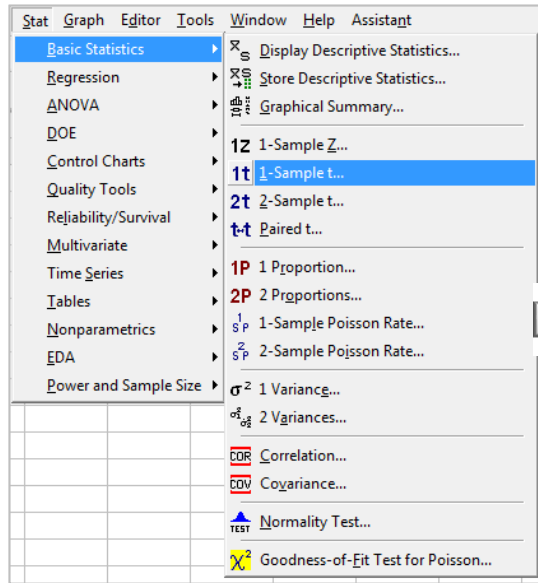 Stat Graph Editor Tools Window Help Assistant
Basic Statistics
Regression
ANOVA
DOE
Control Charts
Quality Tools
Reliability/Survival
Multivariate
Time Series
Tables
Nonparametrics
EDA
Power and Sample Size
x̄ s Display Descriptive Statistics...
x̄ s Store Descriptive Statistics...
Graphical Summary...
1Z 1-Sample Z...
1t 1-Sample t...
2t 2-Sample t...
t-t Paired t...
1P 1 Proportion...
2P 2 Proportions...
s¹p 1-Sample Poisson Rate...
s²p 2-Sample Poisson Rate...
σ² 1 Variance...
σ²₁/σ²₂ 2 Variances...
COR Correlation...
COV Covariance...
TEST Normality Test...
χ² Goodness-of-Fit Test for Poisson...